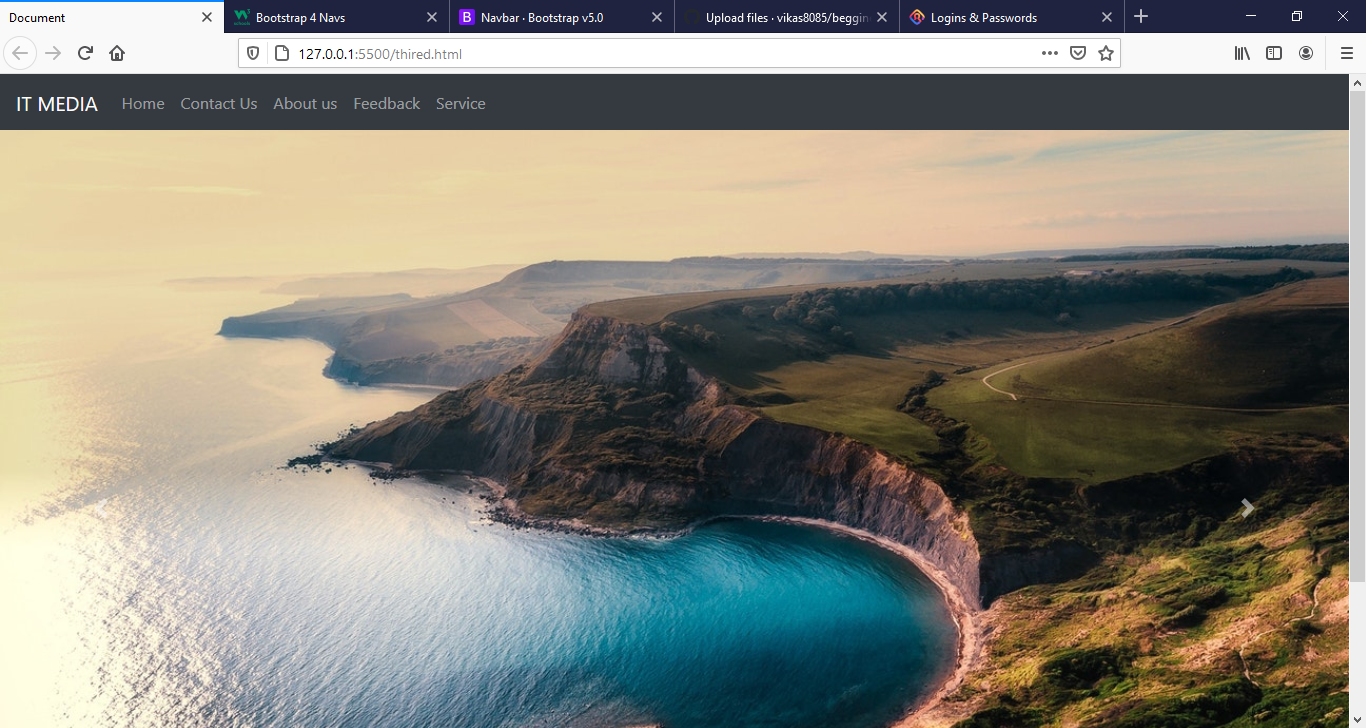 Document
Bootstrap 4 Navs
Navbar · Bootstrap v5.0
Upload files · vikas8085/beggin
Logins & Passwords
127.0.0.1:5500/thired.html
IT MEDIA Home Contact Us About us Feedback Service